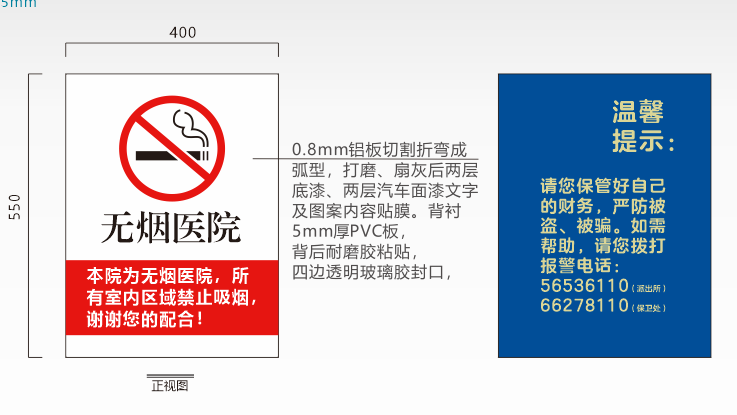 5mm
400
550
无烟医院
本院为无烟医院，所
有室内区域禁止吸烟，
谢谢您的配合！
正视图
0.8mm铝板切割折弯成
弧型，打磨、扇灰后两层
底漆、两层汽车面漆文字
及图案内容贴膜。背衬
5mm厚PVC板，
背后耐磨胶粘贴，
四边透明玻璃胶封口，
温馨
提示：
请您保管好自己
的财务，严防被
盗、被骗。如需
帮助，请您拨打
报警电话：
56536110（派出所）
66278110（保卫处）